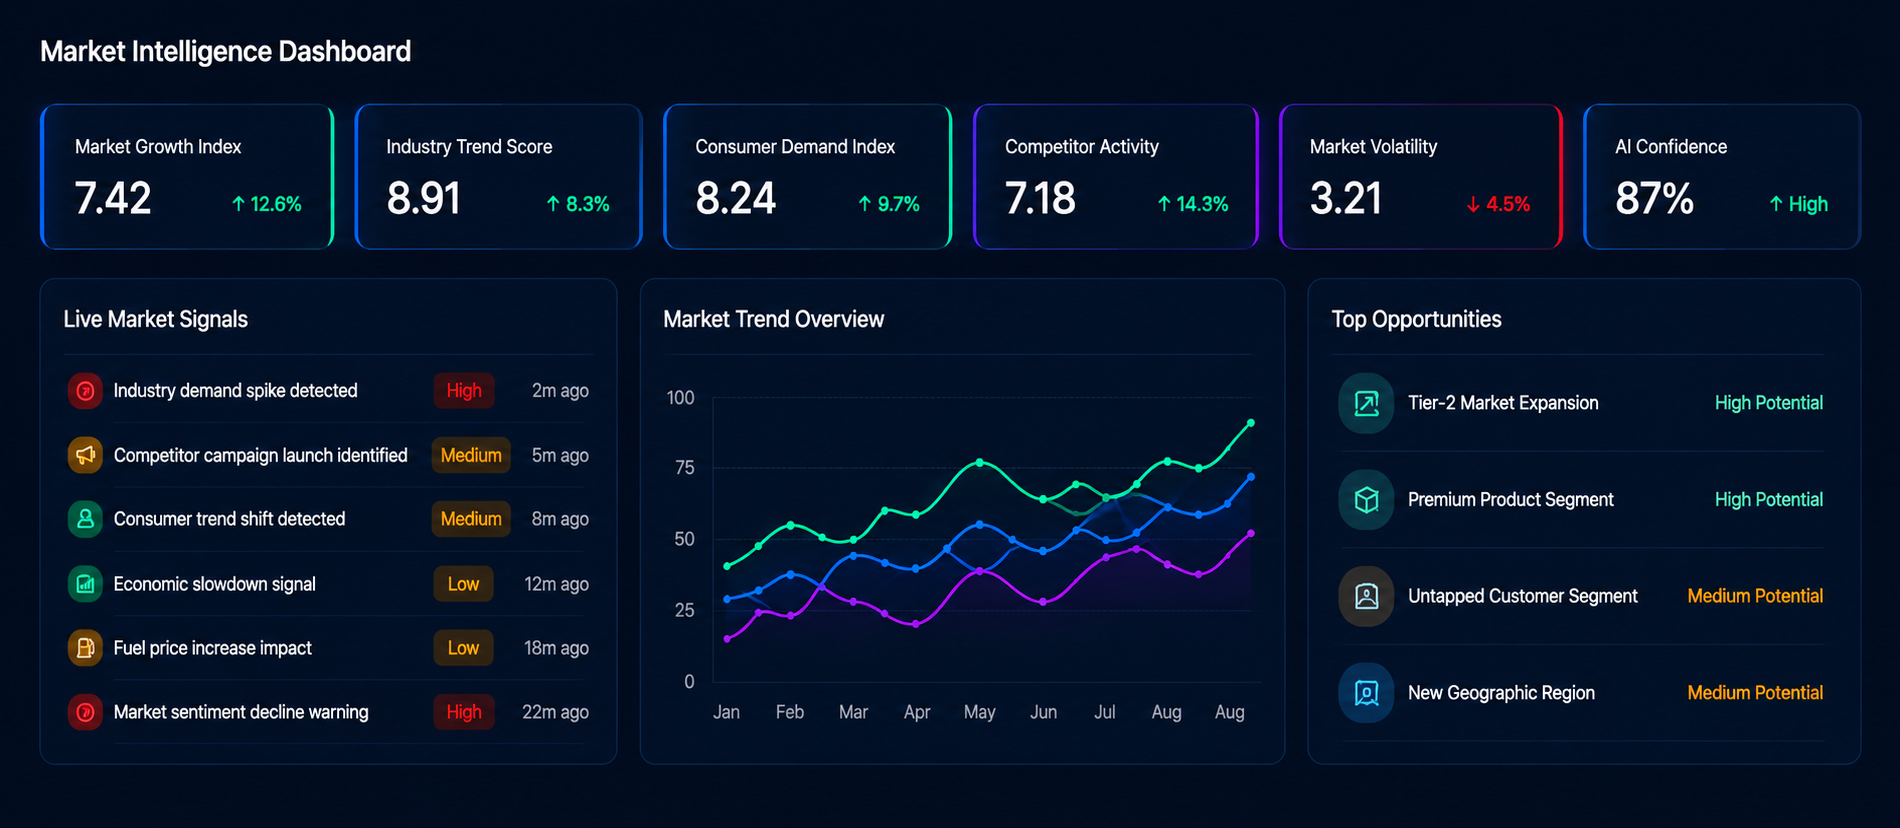 Market Intelligence Dashboard
Market Growth Index
7.42 ↑ 12.6%
Industry Trend Score
8.91 ↑ 8.3%
Consumer Demand Index
8.24 ↑ 9.7%
Competitor Activity
7.18 ↑ 14.3%
Market Volatility
3.21 ↓ 4.5%
AI Confidence
87% ↑ High
Live Market Signals
Industry demand spike detected High 2m ago
Competitor campaign launch identified Medium 5m ago
Consumer trend shift detected Medium 8m ago
Economic slowdown signal Low 12m ago
Fuel price increase impact Low 18m ago
Market sentiment decline warning High 22m ago
Market Trend Overview
100
75
50
25
0
Jan Feb Mar Apr May Jun Jul Aug Aug
Top Opportunities
Tier-2 Market Expansion High Potential
Premium Product Segment High Potential
Untapped Customer Segment Medium Potential
New Geographic Region Medium Potential